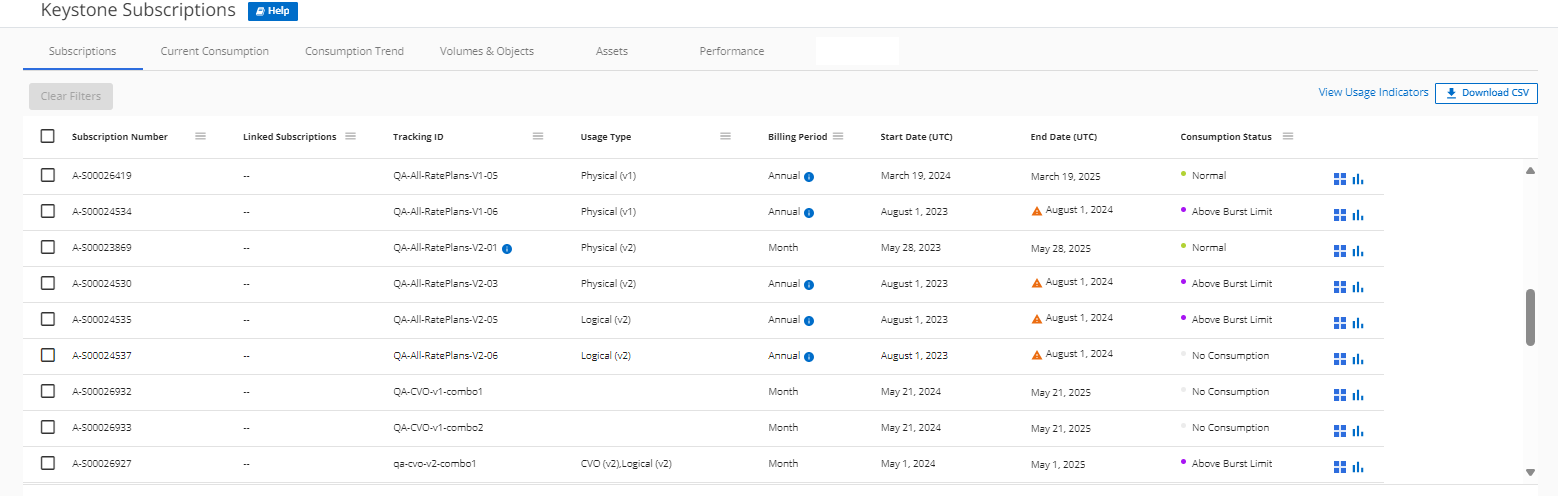 Keystone Subscriptions Help
Subscriptions Current Consumption Consumption Trend Volumes & Objects Assets Performance
Clear Filters View Usage Indicators Download CSV
Subscription Number Linked Subscriptions Tracking ID Usage Type Billing Period Start Date (UTC) End Date (UTC) Consumption Status
A-S00026419 -- QA-All-RatePlans-V1-05 Physical (v1) Annual March 19, 2024 March 19, 2025 Normal
A-S00024534 -- QA-All-RatePlans-V1-06 Physical (v1) Annual August 1, 2023 August 1, 2024 Above Burst Limit
A-S00023869 -- QA-All-RatePlans-V2-01 Physical (v2) Month May 28, 2023 May 28, 2025 Normal
A-S00024530 -- QA-All-RatePlans-V2-03 Physical (v2) Annual August 1, 2023 August 1, 2024 Above Burst Limit
A-S00024535 -- QA-All-RatePlans-V2-05 Logical (v2) Annual August 1, 2023 August 1, 2024 Above Burst Limit
A-S00024537 -- QA-All-RatePlans-V2-06 Logical (v2) Annual August 1, 2023 August 1, 2024 No Consumption
A-S00026932 -- QA-CVO-v1-combo1 Month May 21, 2024 May 21, 2025 No Consumption
A-S00026933 -- QA-CVO-v1-combo2 Month May 21, 2024 May 21, 2025 No Consumption
A-S00026927 -- qa-cvo-v2-combo1 CVO (v2),Logical (v2) Month May 1, 2024 May 1, 2025 Above Burst Limit